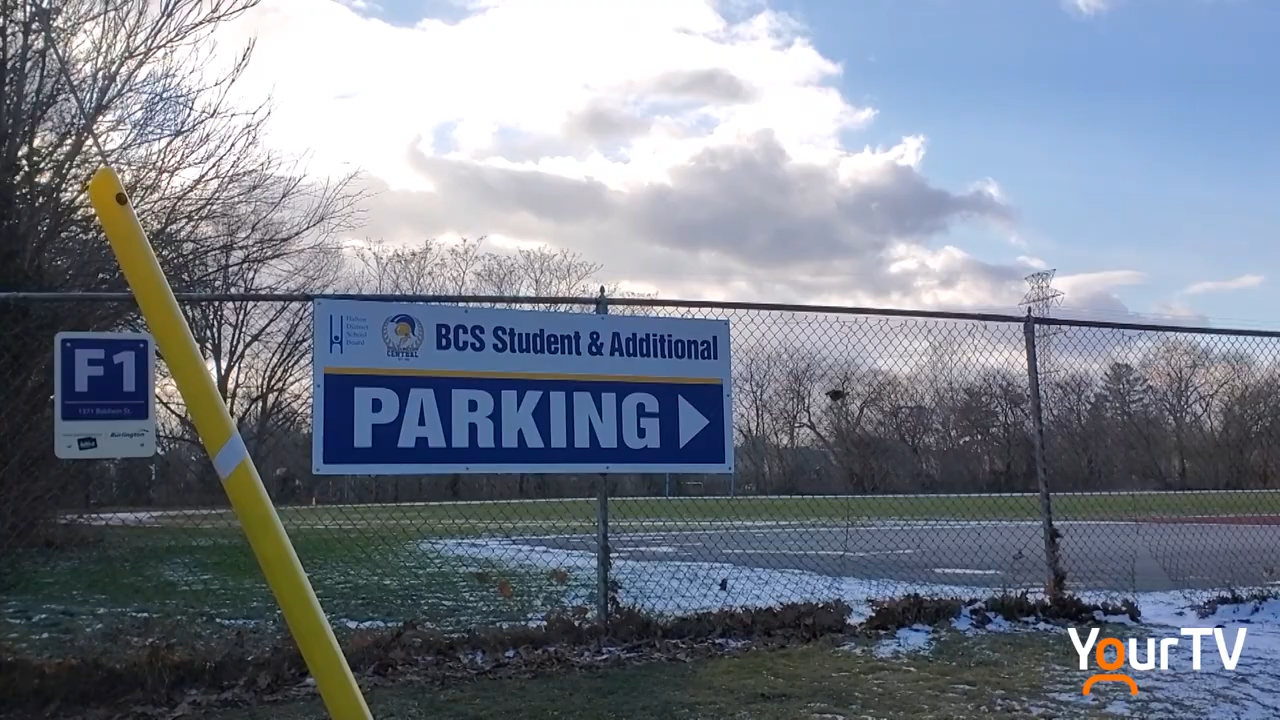 Halton
District
School
Board
CENTRAL
BCS Student & Additional
PARKING
F1
1371 Baldwin St.
Burlington
YourTV